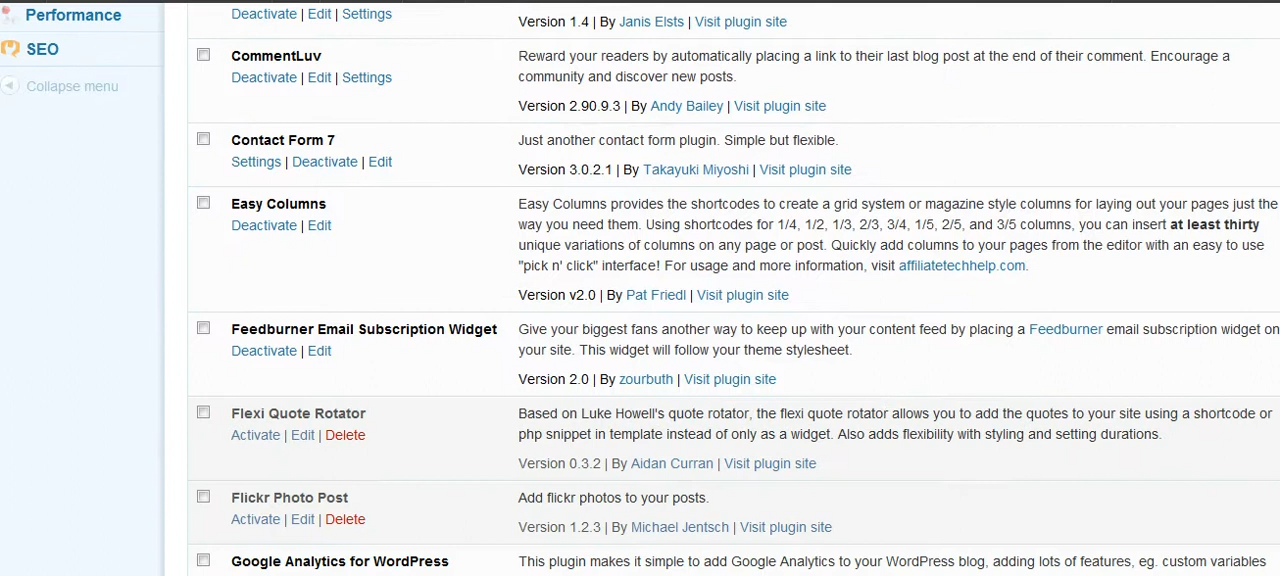 Performance
SEO
Collapse menu
Deactivate | Edit | Settings
Version 1.4 | By Janis Elsts | Visit plugin site
CommentLuv
Deactivate | Edit | Settings
Reward your readers by automatically placing a link to their last blog post at the end of their comment. Encourage a
community and discover new posts.
Version 2.90.9.3 | By Andy Bailey | Visit plugin site
Contact Form 7
Settings | Deactivate | Edit
Just another contact form plugin. Simple but flexible.
Version 3.0.2.1 | By Takayuki Miyoshi | Visit plugin site
Easy Columns
Deactivate | Edit
Easy Columns provides the shortcodes to create a grid system or magazine style columns for laying out your pages just the
way you need them. Using shortcodes for 1/4, 1/2, 1/3, 2/3, 3/4, 1/5, 2/5, and 3/5 columns, you can insert at least thirty
unique variations of columns on any page or post. Quickly add columns to your pages from the editor with an easy to use
"pick n' click" interface! For usage and more information, visit affiliatetechhelp.com.
Version v2.0 | By Pat Friedl | Visit plugin site
Feedburner Email Subscription Widget
Deactivate | Edit
Give your biggest fans another way to keep up with your content feed by placing a Feedburner email subscription widget on
your site. This widget will follow your theme stylesheet.
Version 2.0 | By zourbuth | Visit plugin site
Flexi Quote Rotator
Activate | Edit | Delete
Based on Luke Howell's quote rotator, the flexi quote rotator allows you to add the quotes to your site using a shortcode or
php snippet in template instead of only as a widget. Also adds flexibility with styling and setting durations.
Version 0.3.2 | By Aidan Curran | Visit plugin site
Flickr Photo Post
Activate | Edit | Delete
Add flickr photos to your posts.
Version 1.2.3 | By Michael Jentsch | Visit plugin site
Google Analytics for WordPress
This plugin makes it simple to add Google Analytics to your WordPress blog, adding lots of features, eg. custom variables